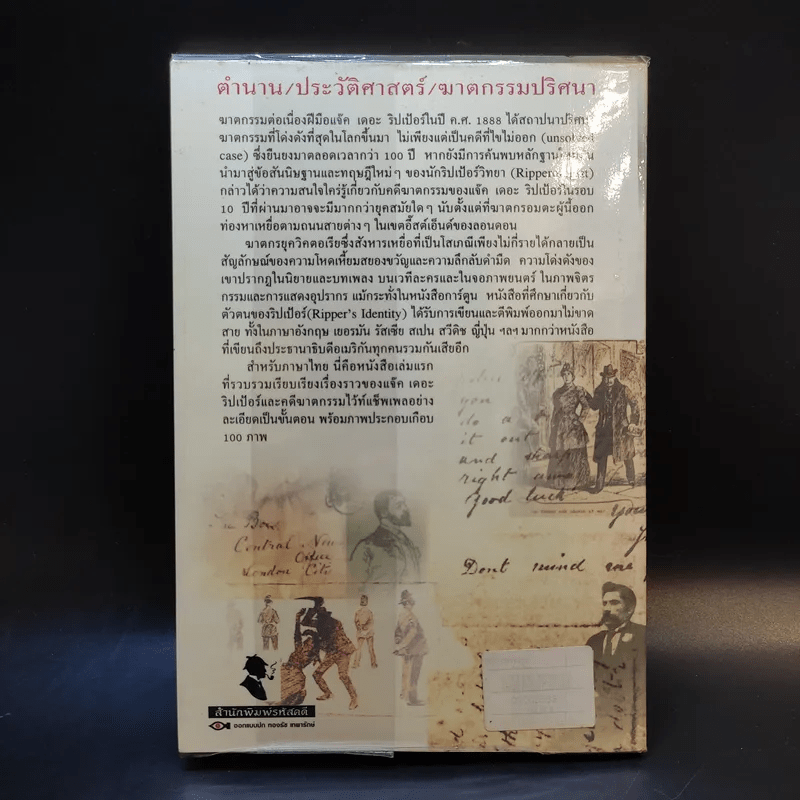 ตำนาน/ประวัติศาสตร์/ฆาตกรรมปริศนา
ฆาตกรรมต่อเนื่องฝีมือแจ๊ค เดอะ ริปเปอร์ในปี ค.ศ. 1888 ได้สถาปนาปริศนา
ฆาตกรรมที่โด่งดังที่สุดในโลกขึ้นมา ไม่เพียงแต่เป็นคดีที่ไขไม่ออก (unsolved
case) ซึ่งยืนยงมาตลอดเวลากว่า 100 ปี หากยังมีการค้นพบหลักฐาน
นำมาสู่ข้อสันนิษฐานและทฤษฎีใหม่ๆ ของนักริปเปอร์วิทยา
กล่าวได้ว่าความสนใจใคร่รู้เกี่ยวกับคดีฆาตกรรมของแจ๊ค เดอะ ริปเปอร์ในรอบ
10 ปีที่ผ่านมาอาจจะมีมากกว่ายุคสมัยใดๆ นับตั้งแต่ที่ฆาตกรอมตะผู้นี้ออก
ท่องหาเหยื่อตามถนนสายต่างๆ ในเขตอี๊สต์เอ็นด์ของลอนดอน
ฆาตกรยุควิคตอเรียซึ่งสังหารเหยื่อที่เป็นโสเภณีเพียงไม่กี่รายได้กลายเป็น
สัญลักษณ์ของความโหดเหี้ยมสยองขวัญและความลึกลับดำมืด ความโด่งดังของ
เขาปรากฏในนิยายและบทเพลง บนเวทีละครและในจอภาพยนตร์ ในภาพจิตร
กรรมและการแสดงอุปรากร แม้กระทั่งในหนังสือการ์ตูน หนังสือที่ศึกษาเกี่ยวกับ
ตัวตนของริปเปอร์(Ripper's Identity) ได้รับการเขียนและตีพิมพ์ออกมาไม่ขาด
สาย ทั้งในภาษาอังกฤษ เยอรมัน รัสเซีย สเปน สวีดิช ญี่ปุ่น ฯลฯ มากกว่าหนังสือ
ที่เขียนถึงประธานาธิบดีอเมริกันทุกคนรวมกันเสียอีก
สำหรับภาษาไทย นี่คือหนังสือเล่มแรก
ที่รวบรวมเรียบเรียงเรื่องราวของแจ๊ค เดอะ
ริปเปอร์และคดีฆาตกรรมไว้ท์แช็พเพลอย่าง
ละเอียดเป็นขั้นตอน พร้อมภาพประกอบเกือบ
100 ภาพ
you
do a
it out
and
right
good luck
you
Central
Office
London City
Dont mind me
สำนักพิมพ์รหัสคดี
ออกแบบปก ทองธัช เทพารักษ์